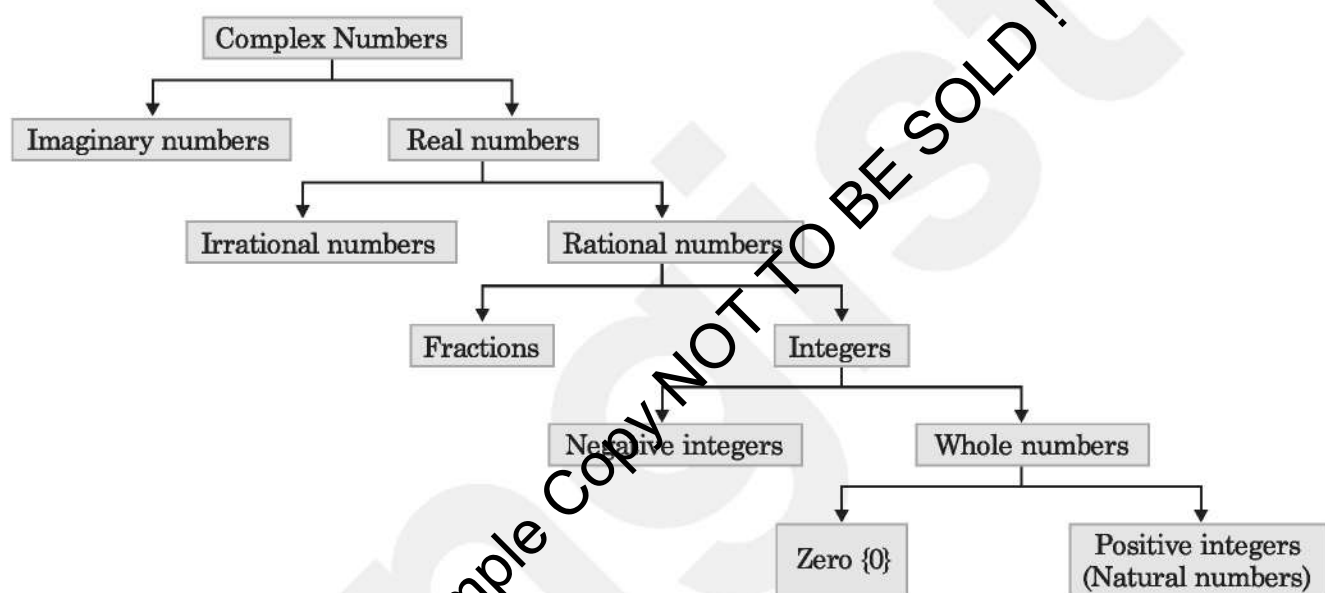 Complex Numbers
Imaginary numbers
Real numbers
Irrational numbers
Rational numbers
Fractions
Integers
Negative integers
Whole numbers
Zero {0}
Positive integers
(Natural numbers)
Copy NOT TO BE SOLD !